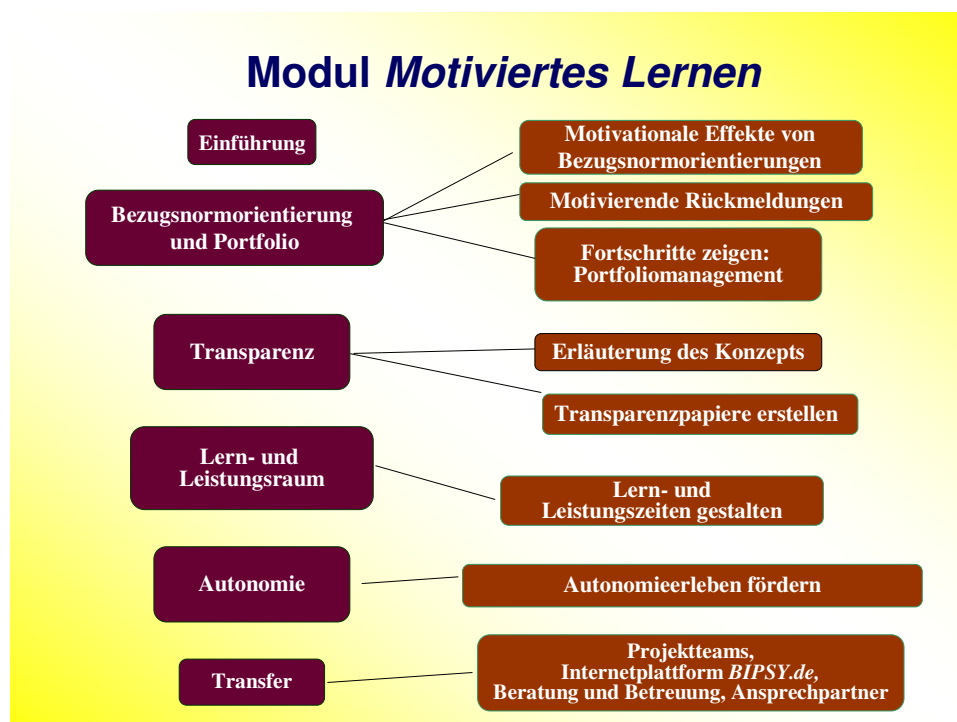 Modul Motiviertes Lernen
Einführung
Bezugsnormorientierung
und Portfolio
Motivationale Effekte von
Bezugsnormorientierungen
Motivierende Rückmeldungen
Fortschritte zeigen:
Portfoliomanagement
Transparenz
Erläuterung des Konzepts
Transparenzpapiere erstellen
Lern- und
Leistungsraum
Lern- und
Leistungszeiten gestalten
Autonomie
Autonomieerleben fördern
Transfer
Projektteams,
Internetplattform BIPSY.de,
Beratung und Betreuung, Ansprechpartner